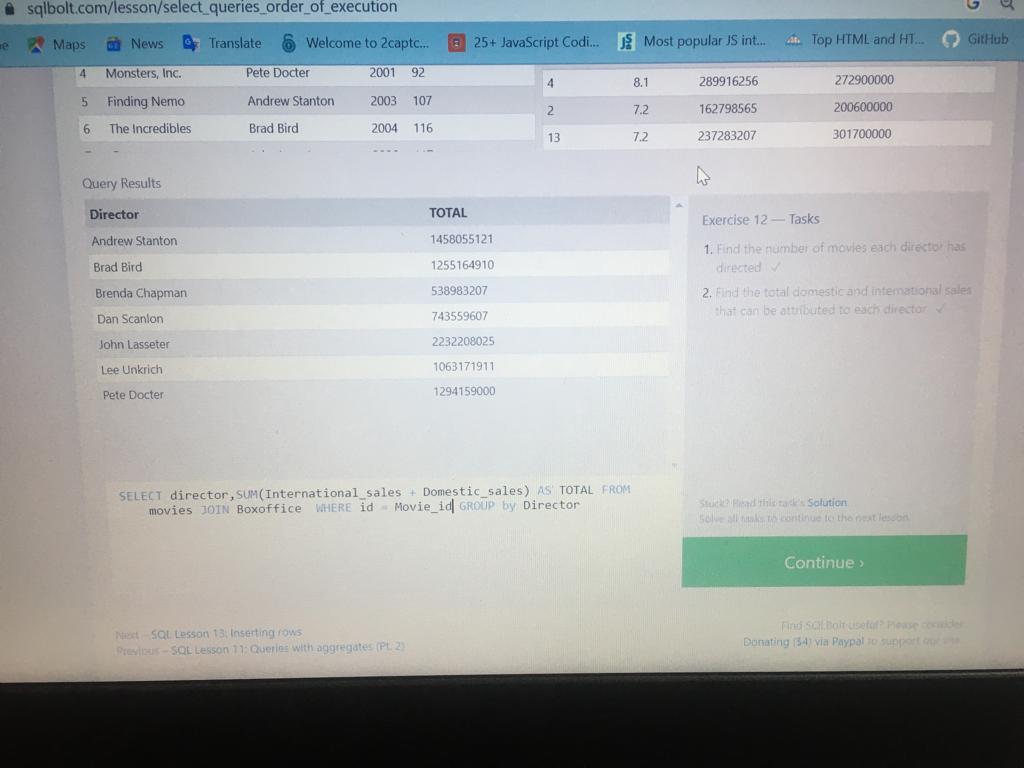 sqlbolt.com/lesson/select_queries_order_of_execution
Maps News Translate Welcome to 2captc... 25+ JavaScript Codi... Most popular JS int... Top HTML and HT... GitHub
4 Monsters, Inc. Pete Docter 2001 92
5 Finding Nemo Andrew Stanton 2003 107
6 The Incredibles Brad Bird 2004 116
4 8.1 289916256 272900000
2 7.2 162798565 200600000
13 7.2 237283207 301700000
Query Results
Director TOTAL
Andrew Stanton 1458055121
Brad Bird 1255164910
Brenda Chapman 538983207
Dan Scanlon 743559607
John Lasseter 2232208025
Lee Unkrich 1063171911
Pete Docter 1294159000
Exercise 12 — Tasks
1. Find the number of movies each director has
directed ✓
2. Find the total domestic and international sales
that can be attributed to each director ✓
SELECT director,SUM(International_sales + Domestic_sales) AS TOTAL FROM
movies JOIN Boxoffice WHERE id = Movie_id GROUP by Director
Stuck? Read this task's Solution.
Solve all tasks to continue to the next lesson.
Continue ›
Next – SQL Lesson 13: Inserting rows
Previous – SQL Lesson 11: Queries with aggregates (Pt. 2)
Find SQLBolt useful? Please consider
Donating ($4) via Paypal to support our site.